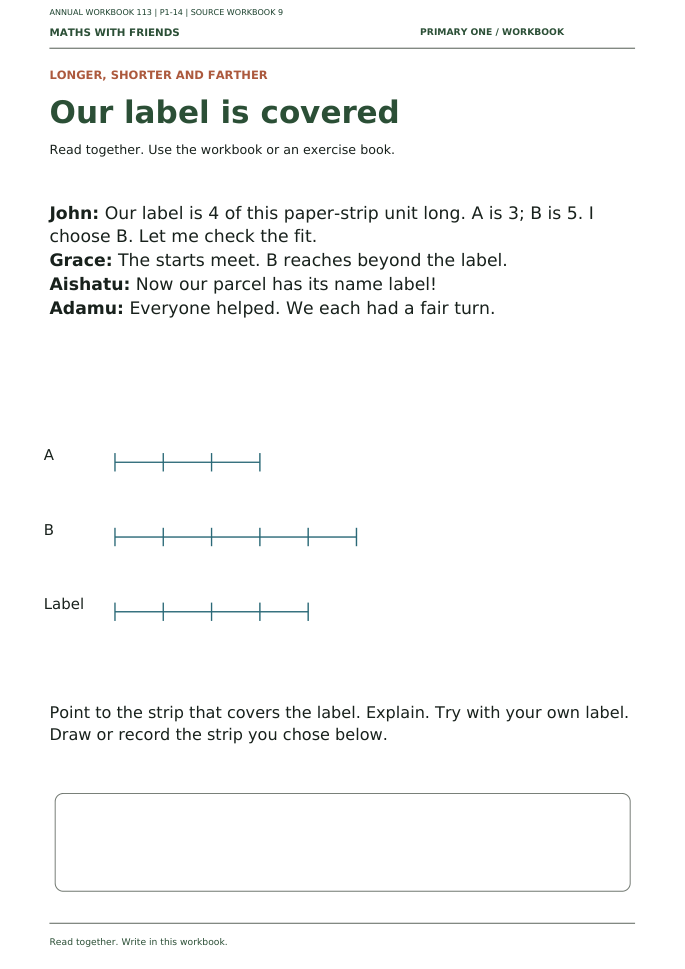 ANNUAL WORKBOOK 113 | P1-14 | SOURCE WORKBOOK 9
MATHS WITH FRIENDS
PRIMARY ONE / WORKBOOK
LONGER, SHORTER AND FARTHER
Our label is covered
Read together. Use the workbook or an exercise book.
John: Our label is 4 of this paper-strip unit long. A is 3; B is 5. I
choose B. Let me check the fit.
Grace: The starts meet. B reaches beyond the label.
Aishatu: Now our parcel has its name label!
Adamu: Everyone helped. We each had a fair turn.
A
B
Label
Point to the strip that covers the label. Explain. Try with your own label.
Draw or record the strip you chose below.
Read together. Write in this workbook.